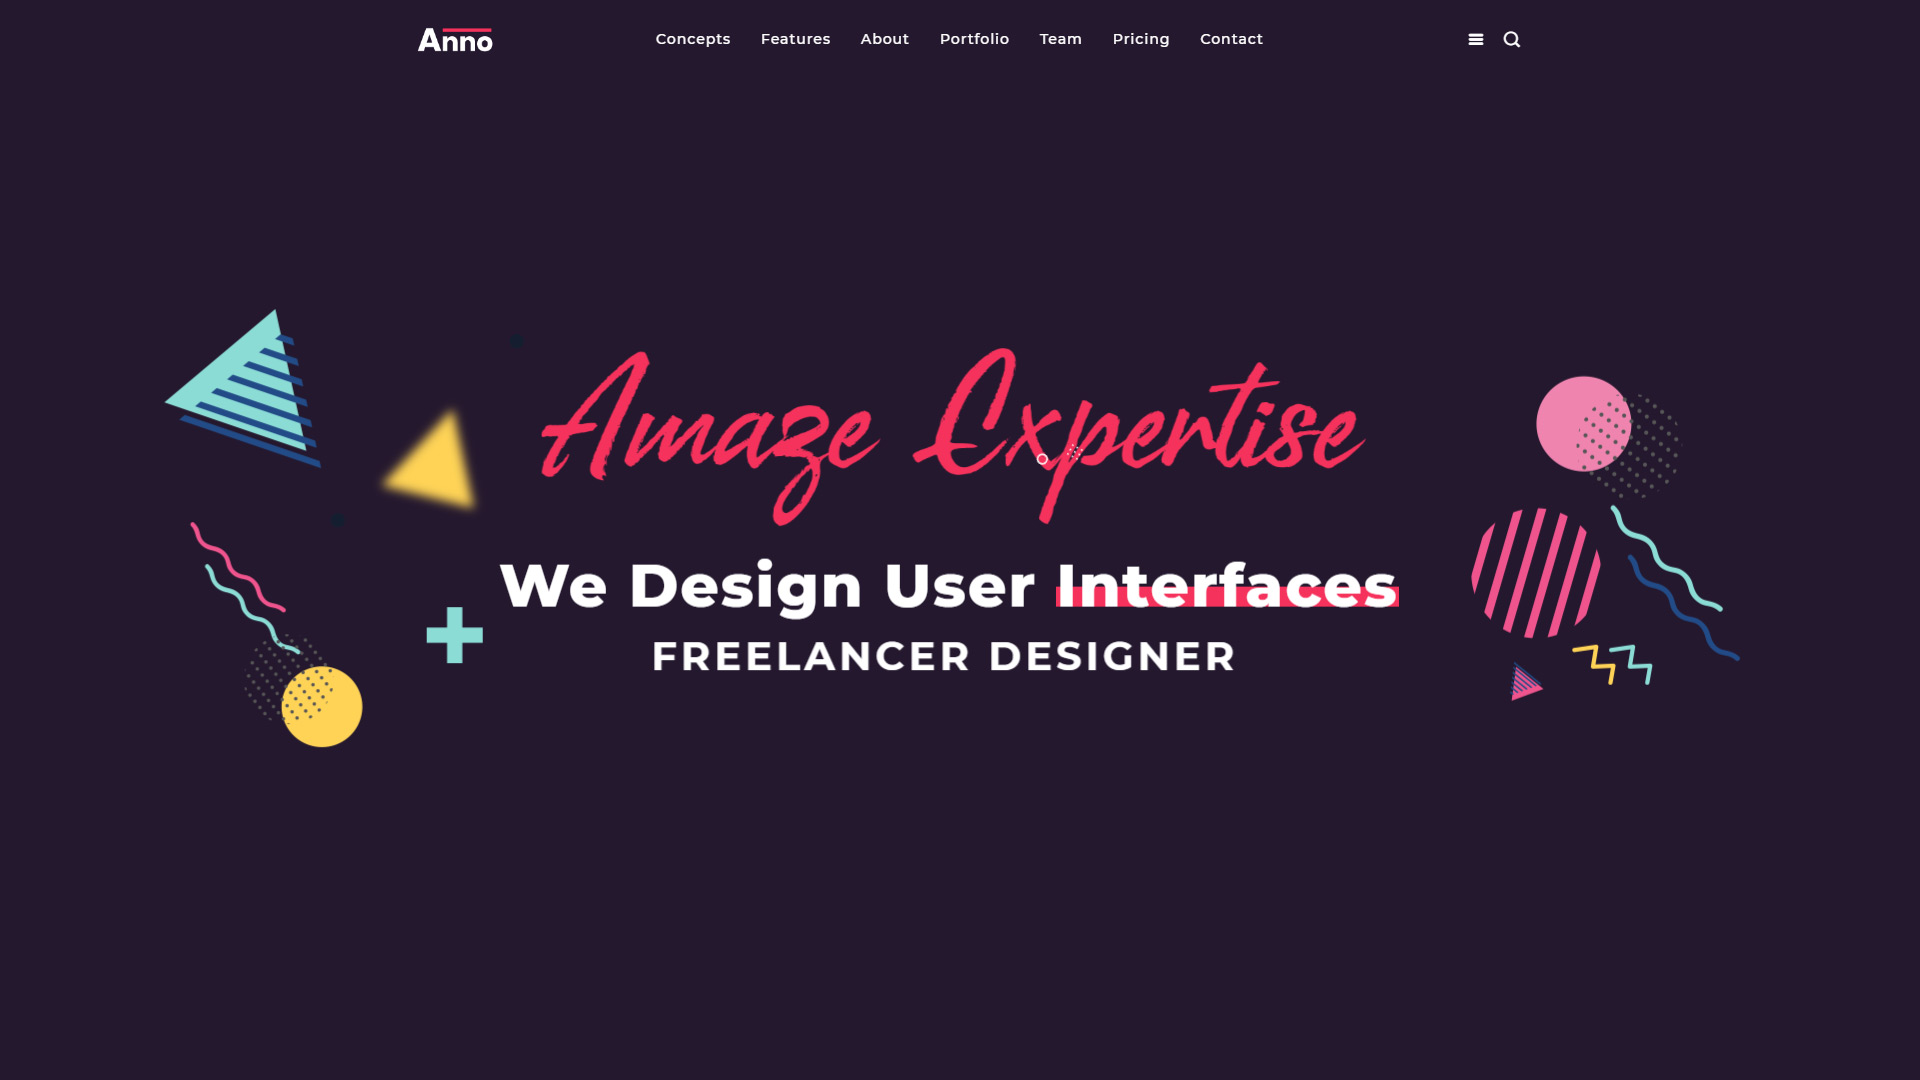 Anno
Concepts Features About Portfolio Team Pricing Contact
Amaze Expertise
We Design User Interfaces
FREELANCER DESIGNER